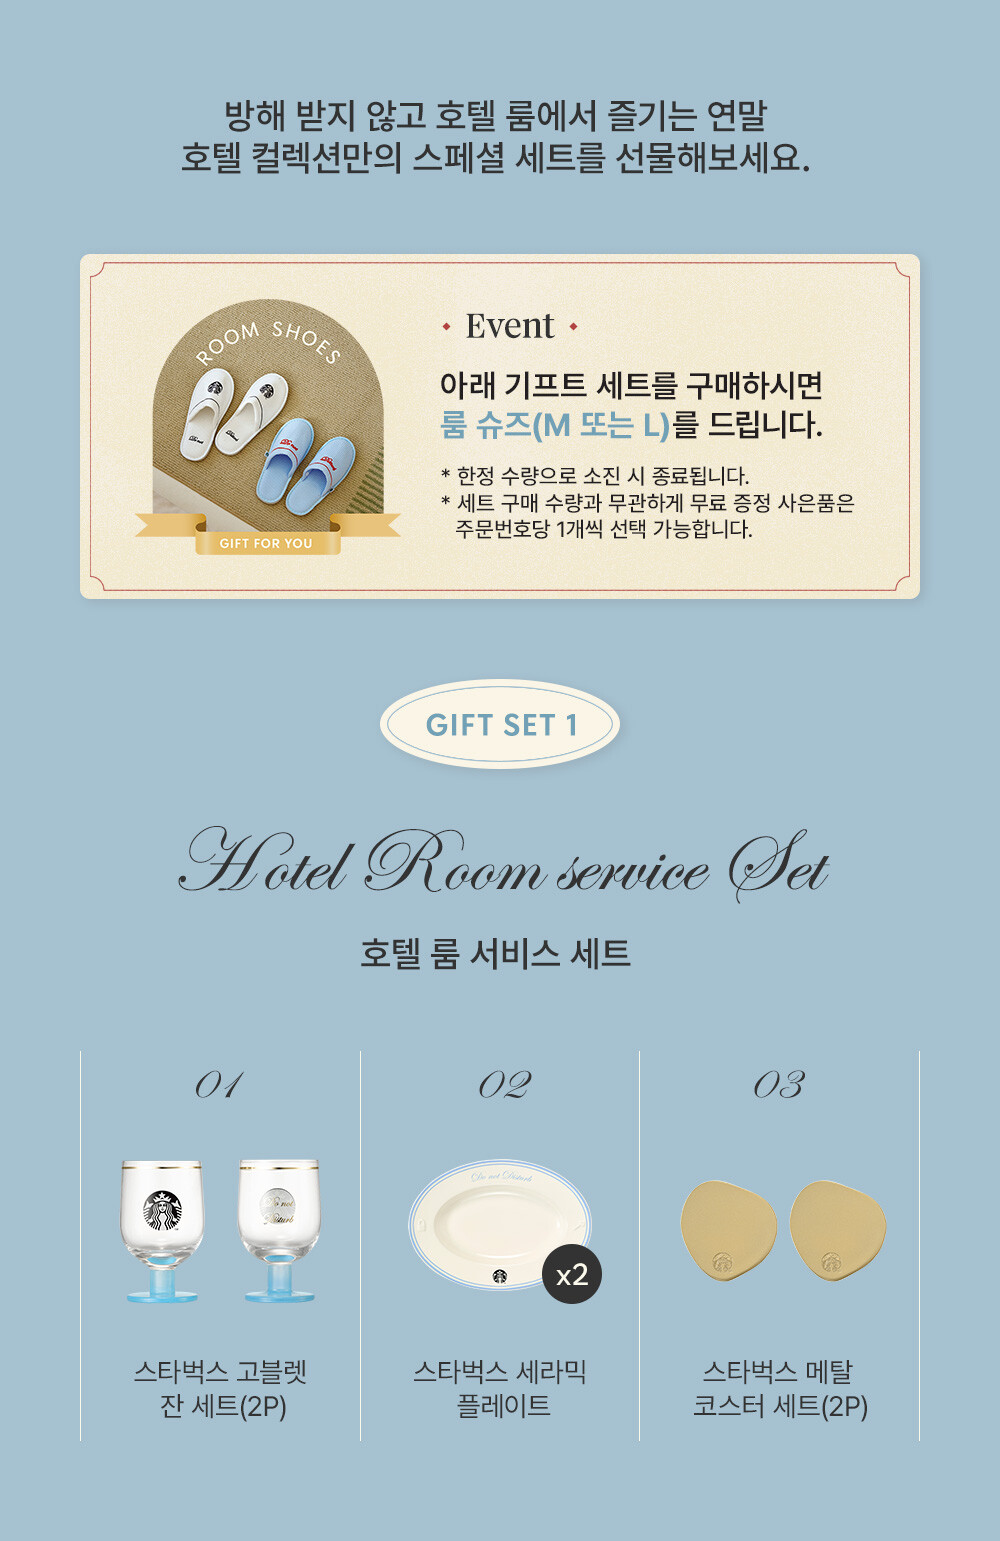 방해 받지 않고 호텔 룸에서 즐기는 연말
호텔 컬렉션만의 스페셜 세트를 선물해보세요.
ROOM SHOES
GIFT FOR YOU
Event
아래 기프트 세트를 구매하시면
룸 슈즈(M 또는 L)를 드립니다.
* 한정 수량으로 소진 시 종료됩니다.
* 세트 구매 수량과 무관하게 무료 증정 사은품은
주문번호당 1개씩 선택 가능합니다.
GIFT SET 1
Hotel Room service Set
호텔 룸 서비스 세트
01
02
03
Do not
Disturb
Do not Disturb
x2
스타벅스 고블렛
잔 세트(2P)
스타벅스 세라믹
플레이트
스타벅스 메탈
코스터 세트(2P)